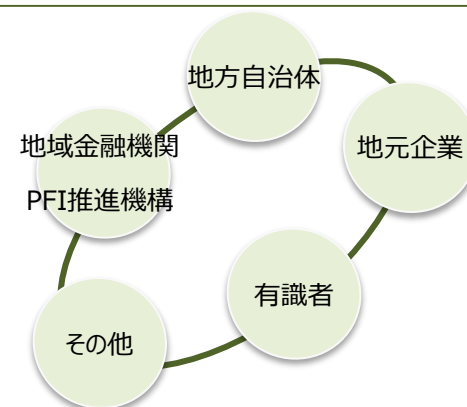 地方自治体
地域金融機関
PFI推進機構
地元企業
有識者
その他